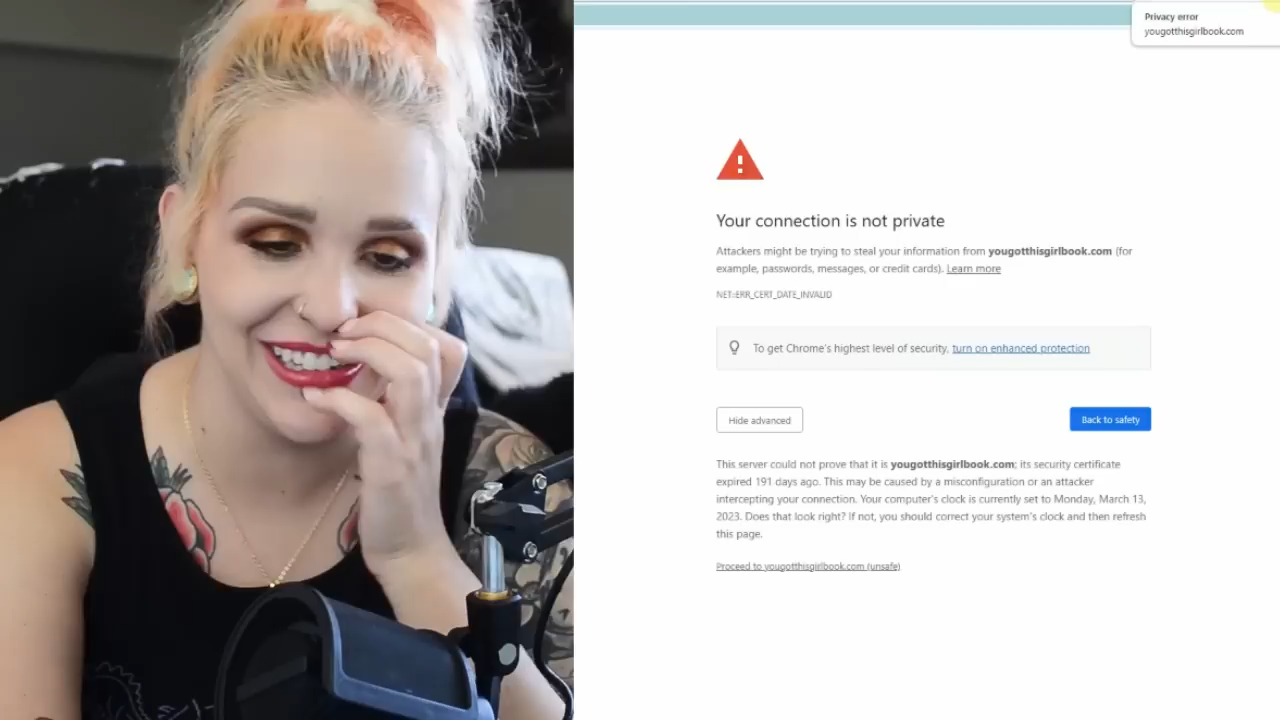 Privacy error
yougotthisgirlbook.com
Your connection is not private
Attackers might be trying to steal your information from yougotthisgirlbook.com (for
example, passwords, messages, or credit cards). Learn more
NET::ERR_CERT_DATE_INVALID
To get Chrome's highest level of security, turn on enhanced protection
Hide advanced
Back to safety
This server could not prove that it is yougotthisgirlbook.com; its security certificate
expired 191 days ago. This may be caused by a misconfiguration or an attacker
intercepting your connection. Your computer's clock is currently set to Monday, March 13,
2023. Does that look right? If not, you should correct your system's clock and then refresh
this page.
Proceed to yougotthisgirlbook.com (unsafe)